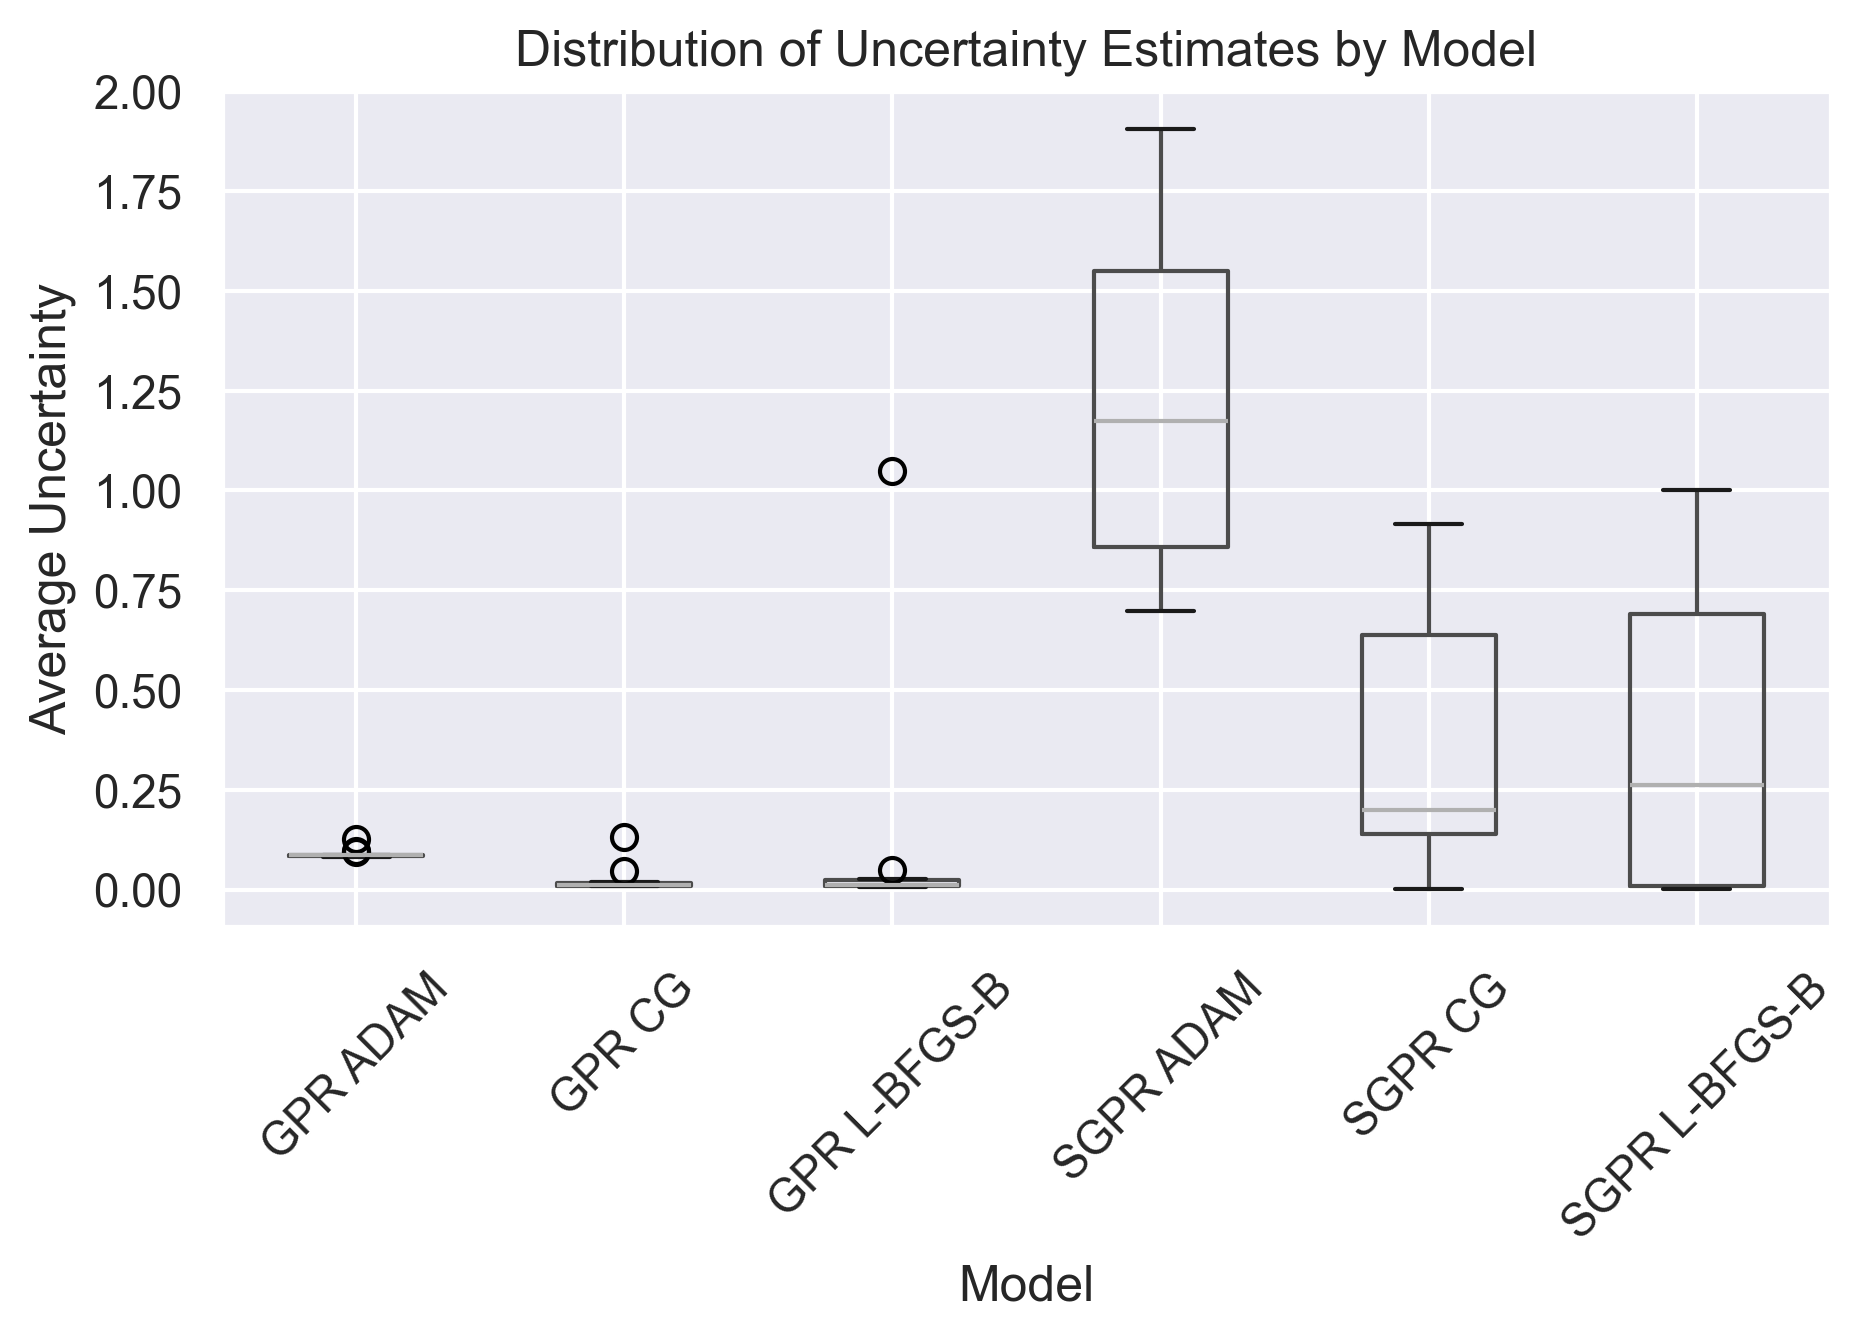 Distribution of Uncertainty Estimates by Model
2.00
1.75
1.50
1.25
1.00
0.75
0.50
0.25
0.00
Average Uncertainty
GPR ADAM
GPR CG
GPR L-BFGS-B
SGPR ADAM
SGPR CG
SGPR L-BFGS-B
Model